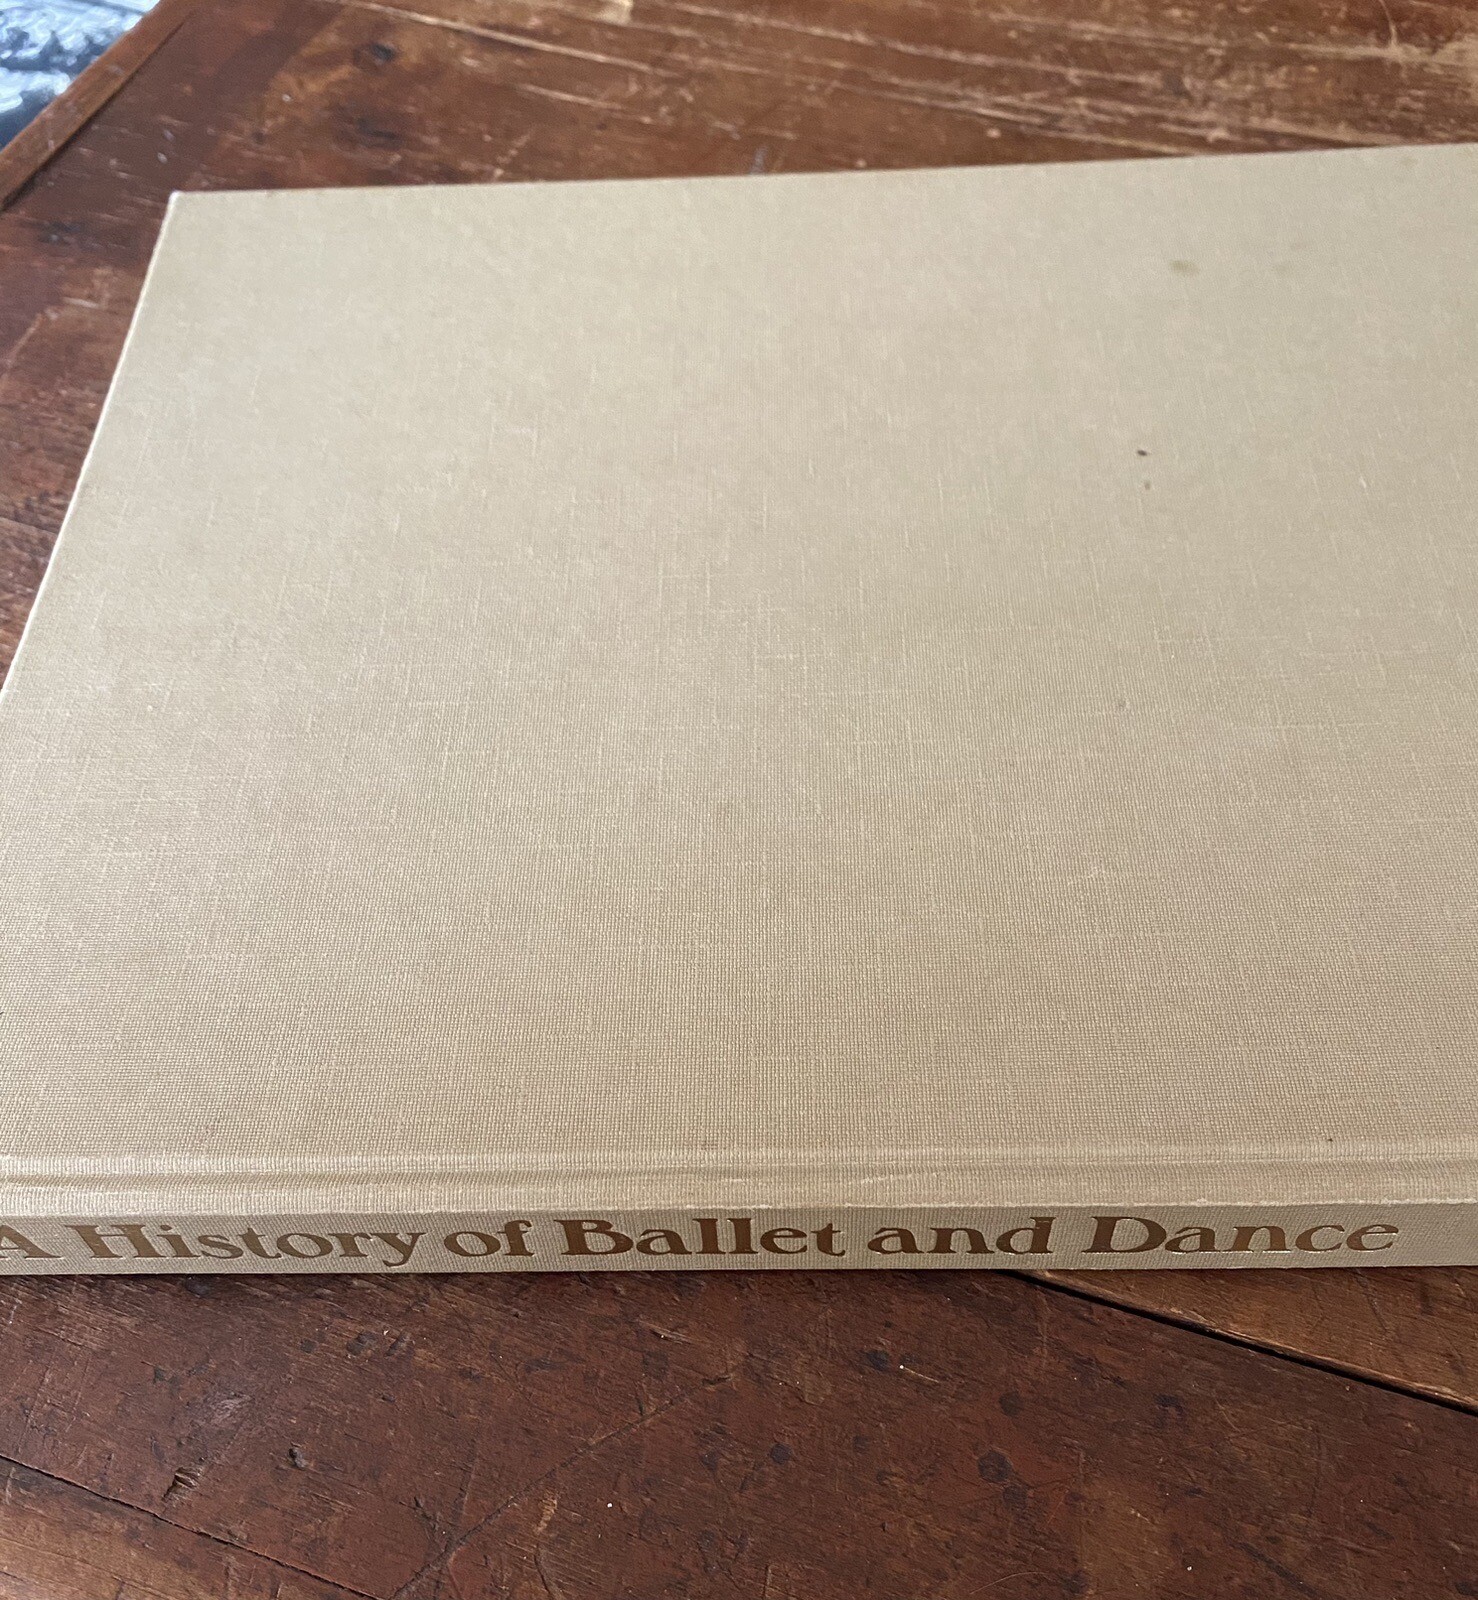 A History of Ballet and Dance